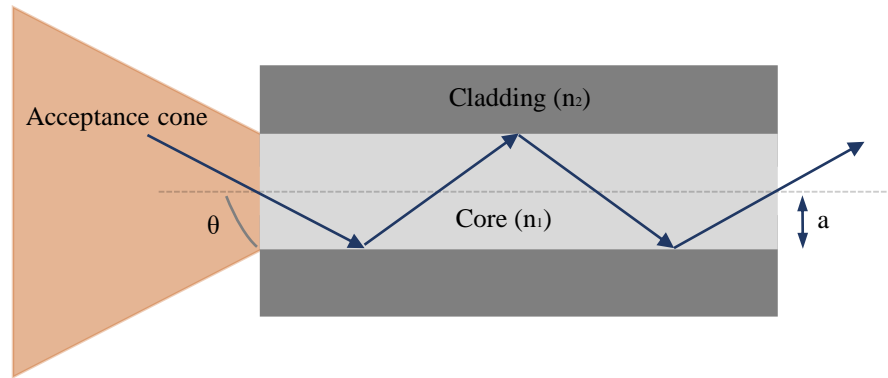 Cladding (n₂)
Acceptance cone
Core (n₁)
θ
a